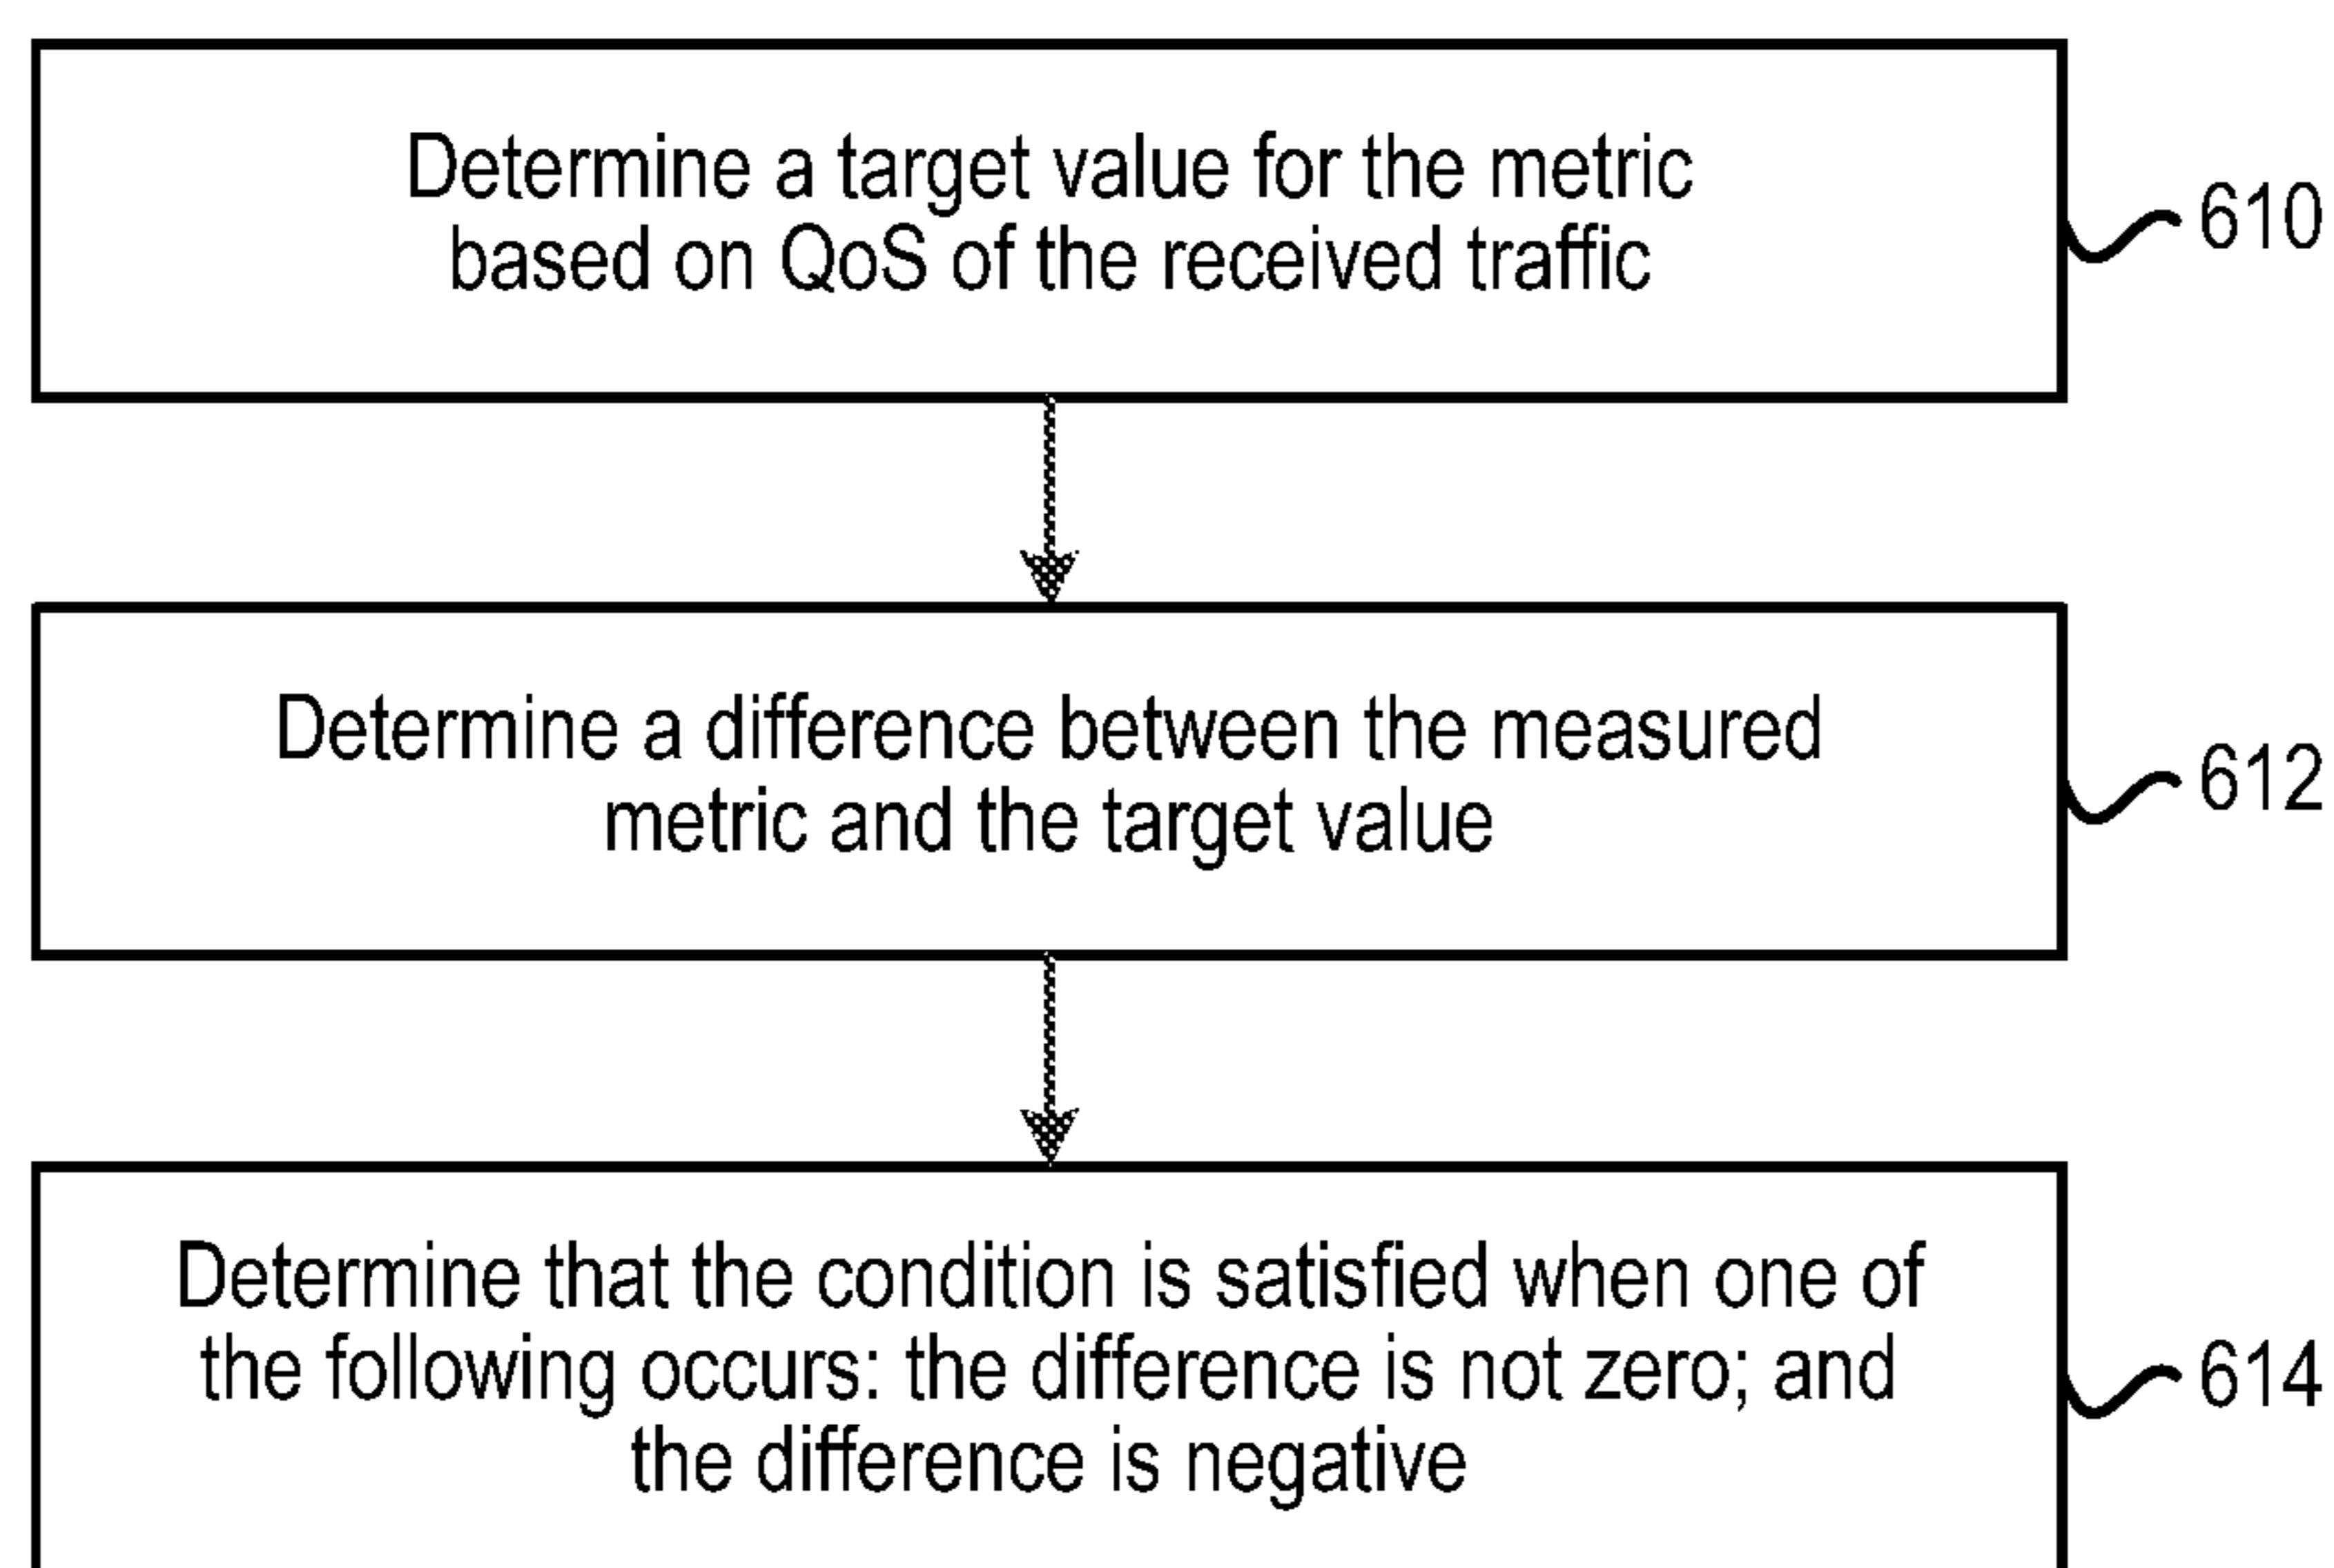 Determine a target value for the metric
based on QoS of the received traffic
610
Determine a difference between the measured
metric and the target value
612
Determine that the condition is satisfied when one of
the following occurs: the difference is not zero; and
the difference is negative
614